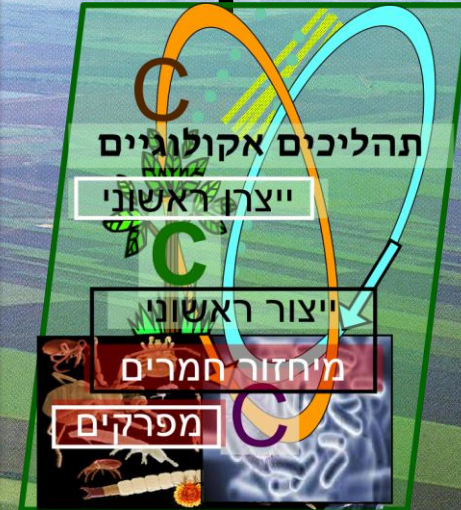 C
תהליכים אקולוגיים
ייצרן ראשוני
C
ייצור ראשוני
מיחזור חמרים
מפרקים C